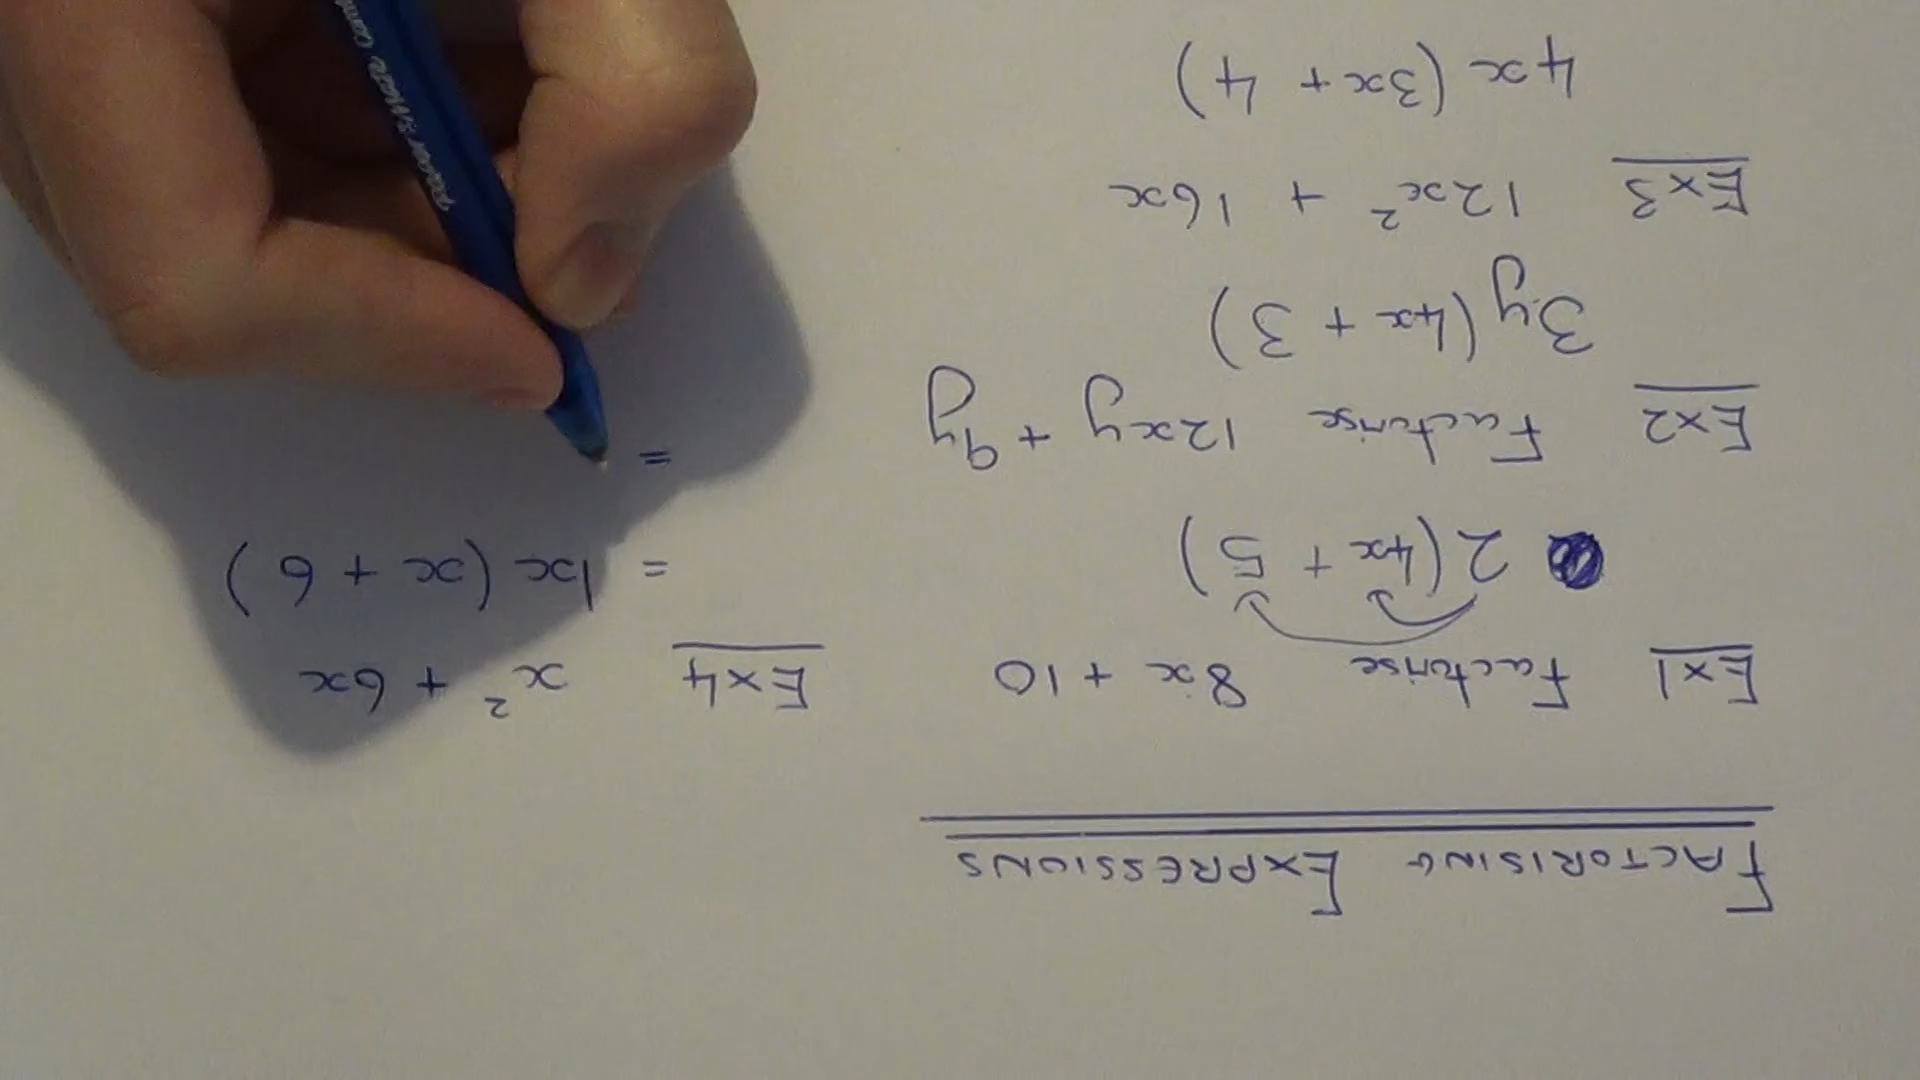 FACTORISING EXPRESSIONS
Ex1 Factorise 8x + 10
2(4x + 5)
Ex2 Factorise 12xy + 9y
3y(4x + 3)
Ex3 12x² + 16x
4x(3x + 4)
Ex4 x² + 6x
= 1x(x + 6)
=